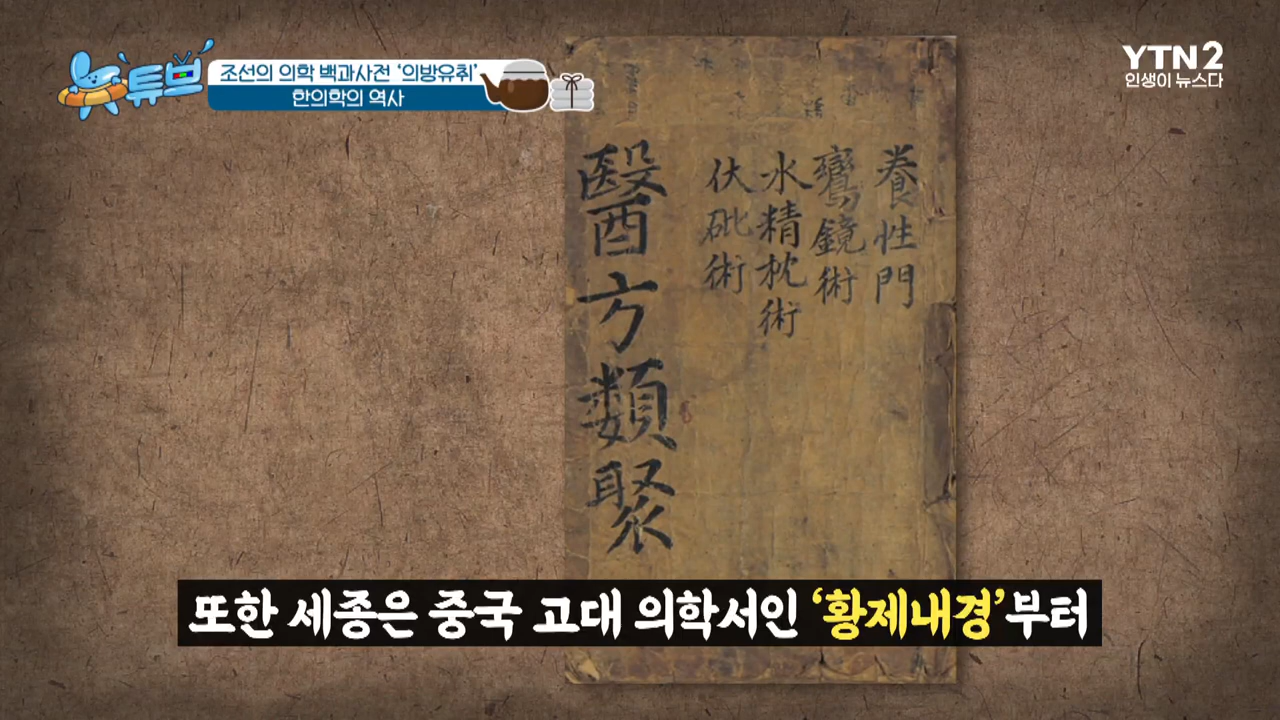 튜브
조선의 의학 백과사전 ‘의방유취’
한의학의 역사
YTN2
인생이 뉴스다
養性門
鸞鏡術
水精枕術
伏砒術
醫方類聚
또한 세종은 중국 고대 의학서인 ‘황제내경’부터